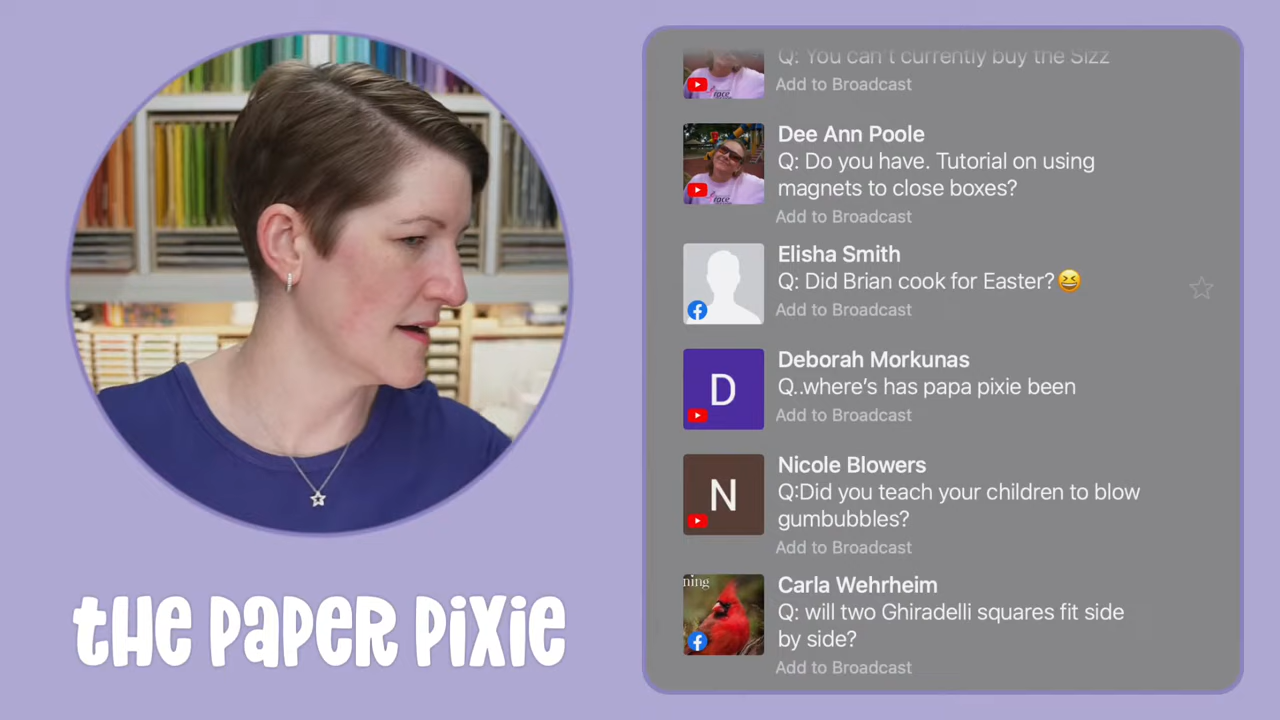 Q: You can't currently buy the Sizz
Add to Broadcast
Dee Ann Poole
Q: Do you have. Tutorial on using
magnets to close boxes?
Add to Broadcast
Elisha Smith
Q: Did Brian cook for Easter?😆
Add to Broadcast
D
Deborah Morkunas
Q..where's has papa pixie been
Add to Broadcast
N
Nicole Blowers
Q:Did you teach your children to blow
gumbubbles?
Add to Broadcast
ning
Carla Wehrheim
Q: will two Ghiradelli squares fit side
by side?
Add to Broadcast
the paper pixie